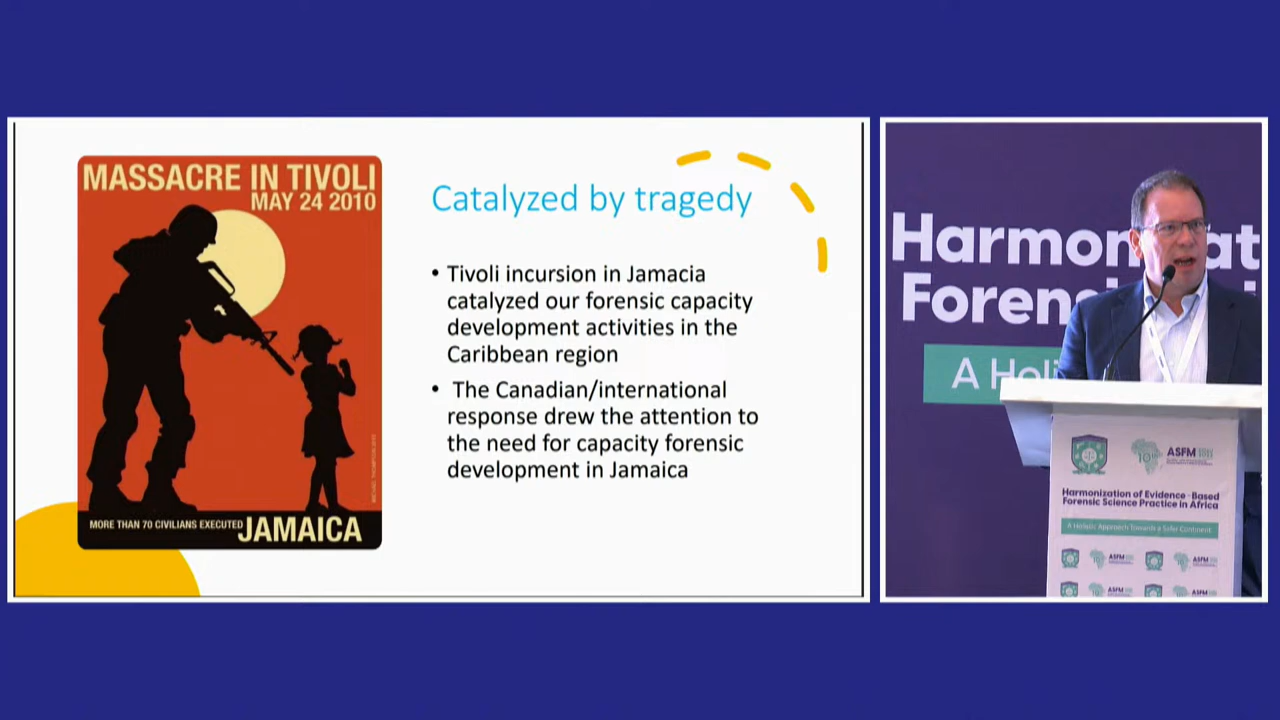 MASSACRE IN TIVOLI
MAY 24 2010
MORE THAN 70 CIVILIANS EXECUTED
JAMAICA
Catalyzed by tragedy
• Tivoli incursion in Jamacia
catalyzed our forensic capacity
development activities in the
Caribbean region
• The Canadian/international
response drew the attention to
the need for capacity forensic
development in Jamaica
Harmonizat
Foren
A Holi
ASFM
Harmonization of Evidence-Based
Forensic Science Practice in Africa
A Holistic Approach Towards a Safer Continent